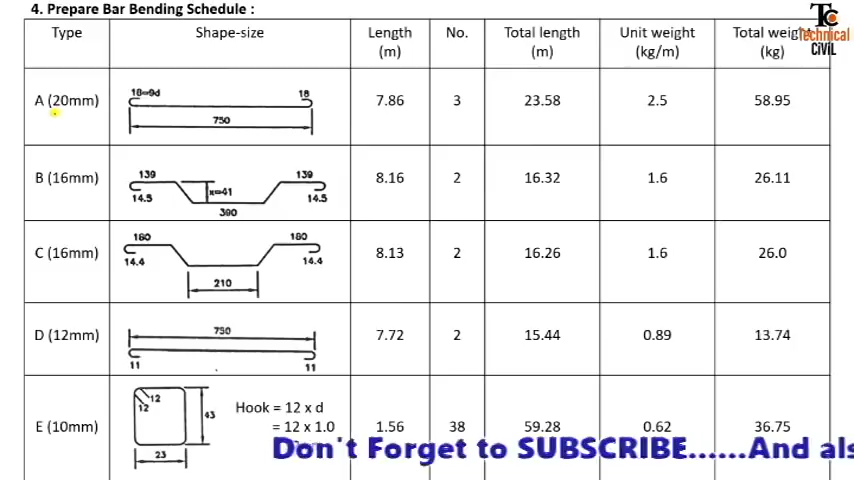 4. Prepare Bar Bending Schedule :
Tc
Technical
CiViL
Type Shape-size Length (m) No. Total length (m) Unit weight (kg/m) Total weight (kg)
A (20mm) 18=9d 18 750 7.86 3 23.58 2.5 58.95
B (16mm) 139 139 x=41 14.5 14.5 390 8.16 2 16.32 1.6 26.11
C (16mm) 180 180 14.4 14.4 210 8.13 2 16.26 1.6 26.0
D (12mm) 750 11 11 7.72 2 15.44 0.89 13.74
E (10mm) 12 12 43 23 Hook = 12 x d = 12 x 1.0 1.56 38 59.28 0.62 36.75
Don't Forget to SUBSCRIBE......And als